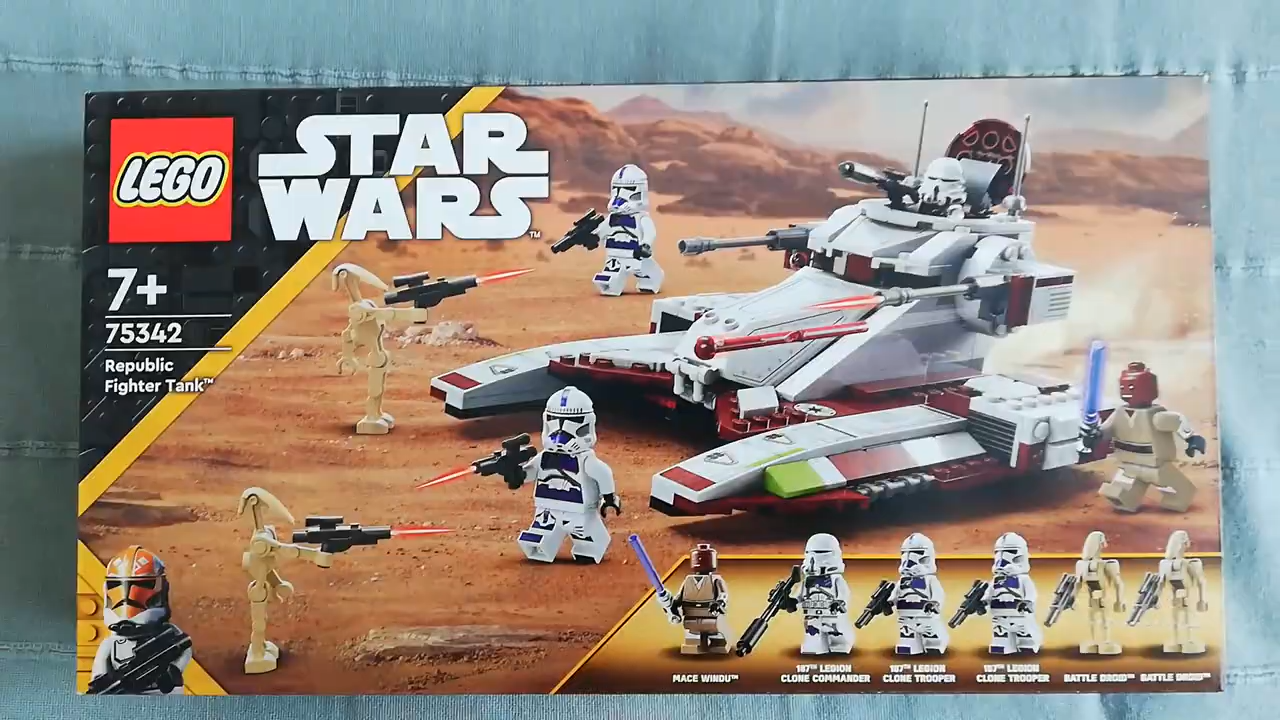 LEGO
STAR
WARS™
7+
75342
Republic
Fighter Tank™
MACE WINDU™
187TH LEGION
CLONE COMMANDER
187TH LEGION
CLONE TROOPER
187TH LEGION
CLONE TROOPER
BATTLE DROID™
BATTLE DROID™